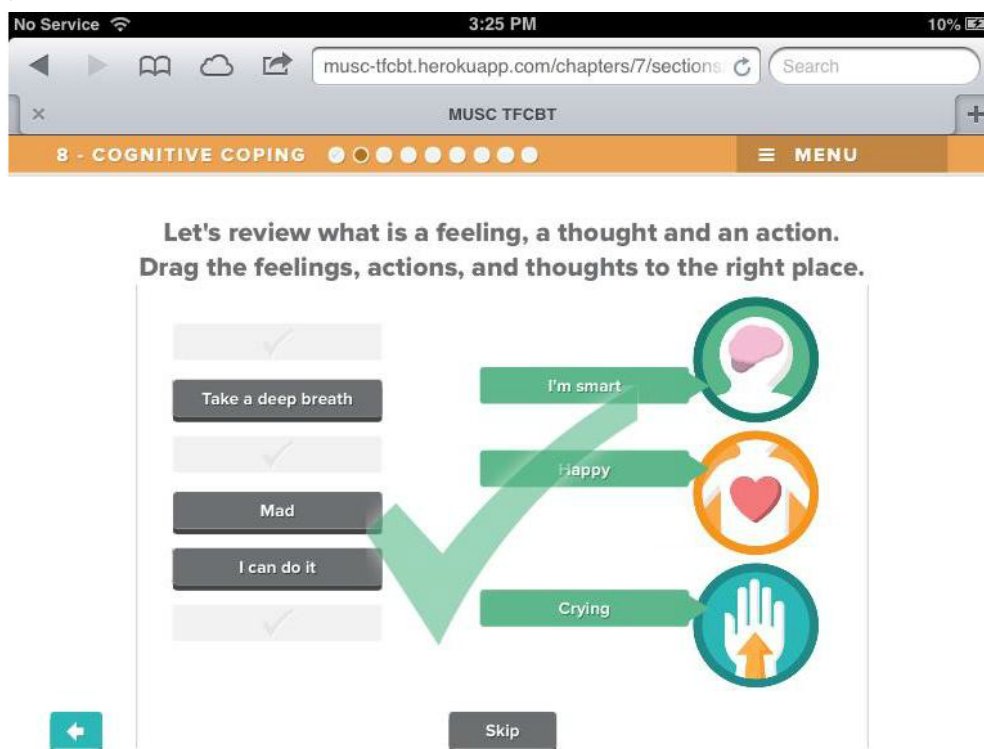 No Service 3:25 PM 10%
musc-tfcbt.herokuapp.com/chapters/7/sections Search
MUSC TFCBT
8 - COGNITIVE COPING MENU
Let's review what is a feeling, a thought and an action.
Drag the feelings, actions, and thoughts to the right place.
Take a deep breath
Mad
I can do it
I'm smart
Happy
Crying
Skip